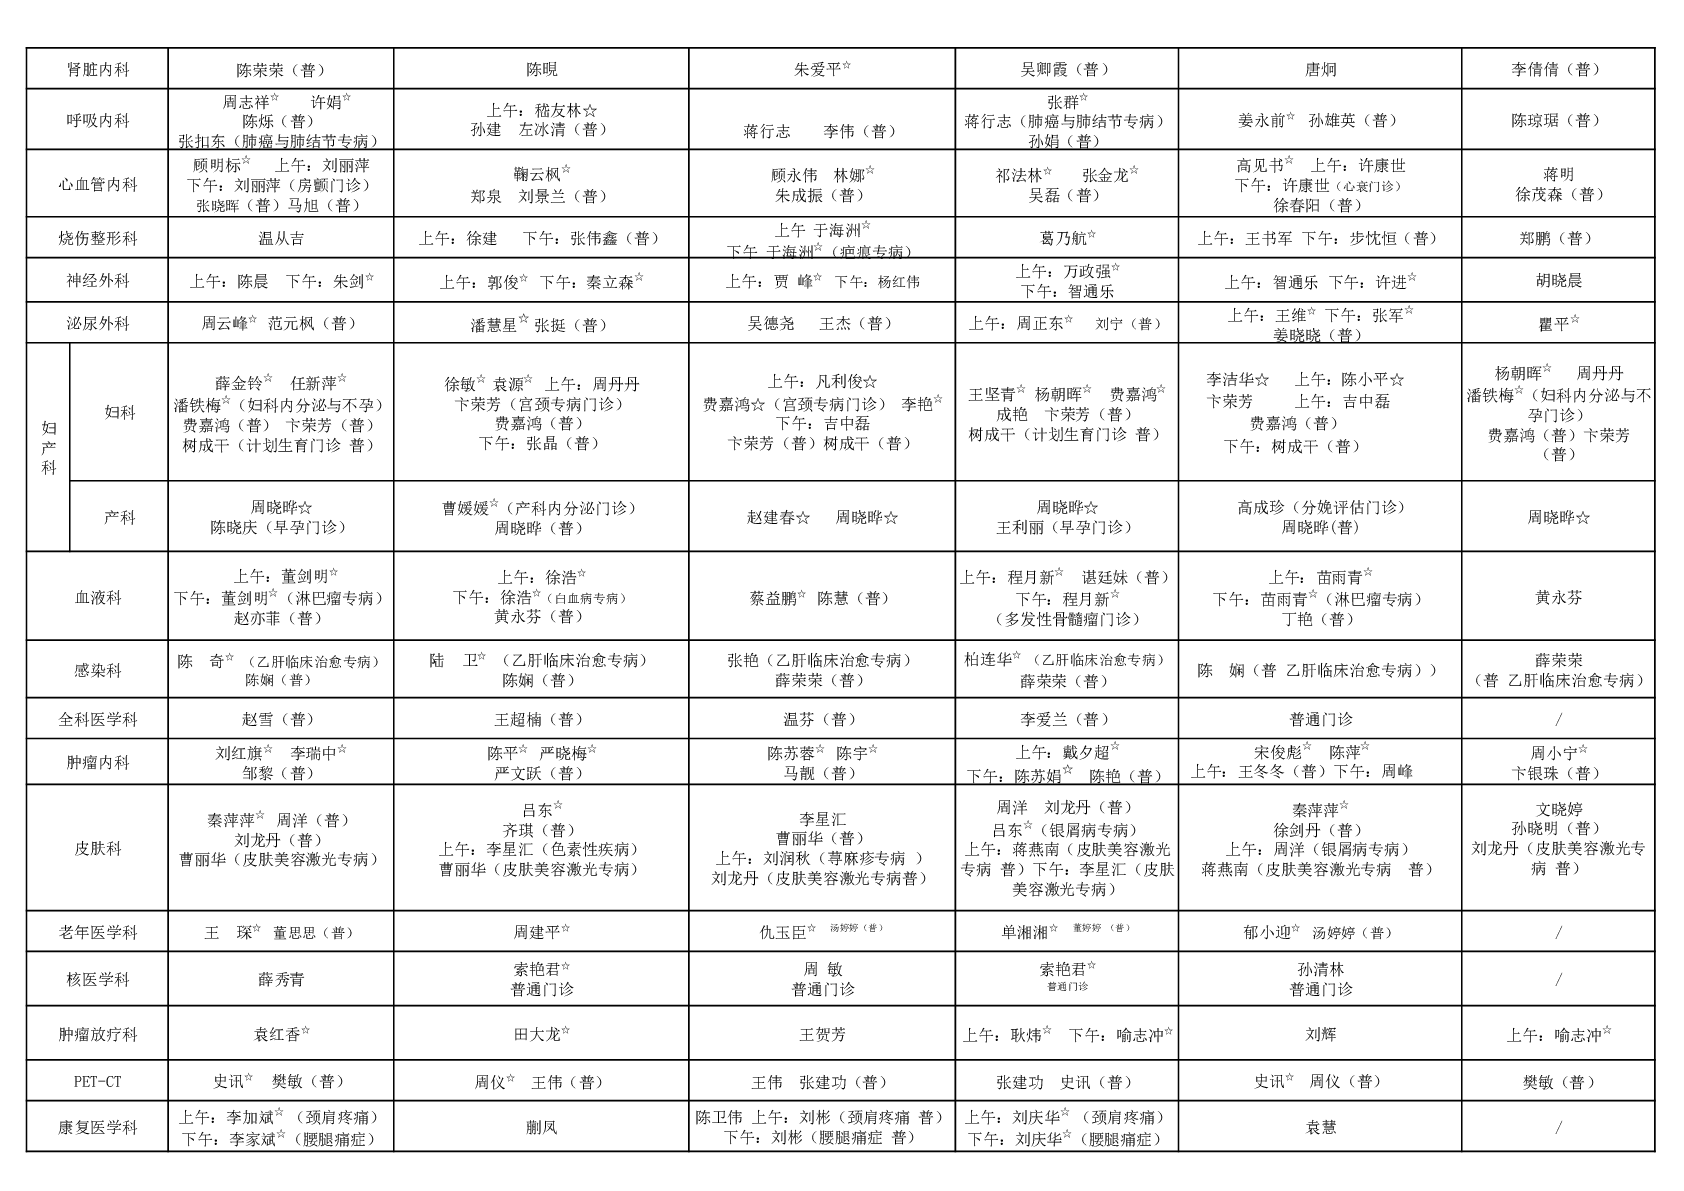 肾脏内科 陈荣荣（普） 陈晛 朱爱平☆ 吴卿霞（普） 唐炯 李倩倩（普）
呼吸内科
周志祥☆ 许娟☆
陈烁（普）
张扣东（肺癌与肺结节专病）
上午：嵇友林☆
孙建 左冰清（普）
蒋行志 李伟（普）
张群☆
蒋行志（肺癌与肺结节专病）
孙娟（普）
姜永前☆ 孙雄英（普）
陈琼琚（普）
心血管内科
顾明标☆ 上午：刘丽萍
下午：刘丽萍（房颤门诊）
张晓晖（普）马旭（普）
鞠云枫☆
郑泉 刘景兰（普）
顾永伟 林娜☆
朱成振（普）
祁法林☆ 张金龙☆
吴磊（普）
高见书☆ 上午：许康世
下午：许康世（心衰门诊）
徐春阳（普）
蒋明
徐茂森（普）
烧伤整形科
温从吉
上午：徐建 下午：张伟鑫（普）
上午 于海洲☆
下午 于海洲☆（疤痕专病）
葛乃航☆
上午：王书军 下午：步忱恒（普）
郑鹏（普）
神经外科
上午：陈晨 下午：朱剑☆
上午：郭俊☆ 下午：秦立森☆
上午：贾 峰☆ 下午：杨红伟
上午：万政强☆
下午：智通乐
上午：智通乐 下午：许进☆
胡晓晨
泌尿外科
周云峰☆ 范元枫（普）
潘慧星☆ 张挺（普）
吴德尧 王杰（普）
上午：周正东☆ 刘宁（普）
上午：王维☆ 下午：张军☆
姜晓晓（普）
瞿平☆
妇产科
妇科
薛金铃☆ 任新萍☆
潘铁梅☆（妇科内分泌与不孕）
费嘉鸿（普） 卞荣芳（普）
树成干（计划生育门诊 普）
徐敏☆ 袁源☆ 上午：周丹丹
卞荣芳（宫颈专病门诊）
费嘉鸿（普）
下午：张晶（普）
上午：凡利俊☆
费嘉鸿☆（宫颈专病门诊） 李艳☆
下午：吉中磊
卞荣芳（普）树成干（普）
王坚青☆ 杨朝晖☆ 费嘉鸿☆
成艳 卞荣芳（普）
树成干（计划生育门诊 普）
李洁华☆ 上午：陈小平☆
卞荣芳 上午：吉中磊
费嘉鸿（普）
下午：树成干（普）
杨朝晖☆ 周丹丹
潘铁梅☆（妇科内分泌与不
孕门诊）
费嘉鸿（普）卞荣芳
（普）
产科
周晓晔☆
陈晓庆（早孕门诊）
曹媛媛☆（产科内分泌门诊）
周晓晔（普）
赵建春☆ 周晓晔☆
周晓晔☆
王利丽（早孕门诊）
高成珍（分娩评估门诊）
周晓晔(普)
周晓晔☆
血液科
上午：董剑明☆
下午：董剑明☆（淋巴瘤专病）
赵亦菲（普）
上午：徐浩☆
下午：徐浩☆（白血病专病）
黄永芬（普）
蔡益鹏☆ 陈慧（普）
上午：程月新☆ 谌廷妹（普）
下午：程月新☆
（多发性骨髓瘤门诊）
上午：苗雨青☆
下午：苗雨青☆（淋巴瘤专病）
丁艳（普）
黄永芬
感染科
陈 奇☆ （乙肝临床治愈专病）
陈娴（普）
陆 卫☆ （乙肝临床治愈专病）
陈娴（普）
张艳（乙肝临床治愈专病）
薛荣荣（普）
柏连华☆ （乙肝临床治愈专病）
薛荣荣（普）
陈 娴（普 乙肝临床治愈专病））
薛荣荣
（普 乙肝临床治愈专病）
全科医学科 赵雪（普） 王超楠（普） 温芬（普） 李爱兰（普） 普通门诊 /
肿瘤内科
刘红旗☆ 李瑞中☆
邹黎（普）
陈平☆ 严晓梅☆
严文跃（普）
陈苏蓉☆ 陈宇☆
马靓（普）
上午：戴夕超☆
下午：陈苏娟☆ 陈艳（普）
宋俊彪☆ 陈萍☆
上午：王冬冬（普）下午：周峰
周小宁☆
卞银珠（普）
皮肤科
秦萍萍☆ 周洋（普）
刘龙丹（普）
曹丽华（皮肤美容激光专病）
吕东☆
齐琪（普）
上午：李星汇（色素性疾病）
曹丽华（皮肤美容激光专病）
李星汇
曹丽华（普）
上午：刘润秋（荨麻疹专病 ）
刘龙丹（皮肤美容激光专病普）
周洋 刘龙丹（普）
吕东☆（银屑病专病）
上午：蒋燕南（皮肤美容激光
专病 普）下午：李星汇（皮肤
美容激光专病）
秦萍萍☆
徐剑丹（普）
上午：周洋（银屑病专病）
蒋燕南（皮肤美容激光专病 普）
文晓婷
孙晓明（普）
刘龙丹（皮肤美容激光专
病 普）
老年医学科 王 琛☆ 董思思（普） 周建平☆ 仇玉臣☆ 汤婷婷（普） 单湘湘☆ 董婷婷（普） 郁小迎☆ 汤婷婷（普） /
核医学科
薛秀青
索艳君☆
普通门诊
周 敏
普通门诊
索艳君☆
普通门诊
孙清林
普通门诊
/
肿瘤放疗科 袁红香☆ 田大龙☆ 王贺芳 上午：耿炜☆ 下午：喻志冲☆ 刘辉 上午：喻志冲☆
PET-CT 史讯☆ 樊敏（普） 周仪☆ 王伟（普） 王伟 张建功（普） 张建功 史讯（普） 史讯☆ 周仪（普） 樊敏（普）
康复医学科
上午：李加斌☆ （颈肩疼痛）
下午：李家斌☆（腰腿痛症）
蒯凤
陈卫伟 上午：刘彬（颈肩疼痛 普）
下午：刘彬（腰腿痛症 普）
上午：刘庆华☆ （颈肩疼痛）
下午：刘庆华☆（腰腿痛症）
袁慧
/